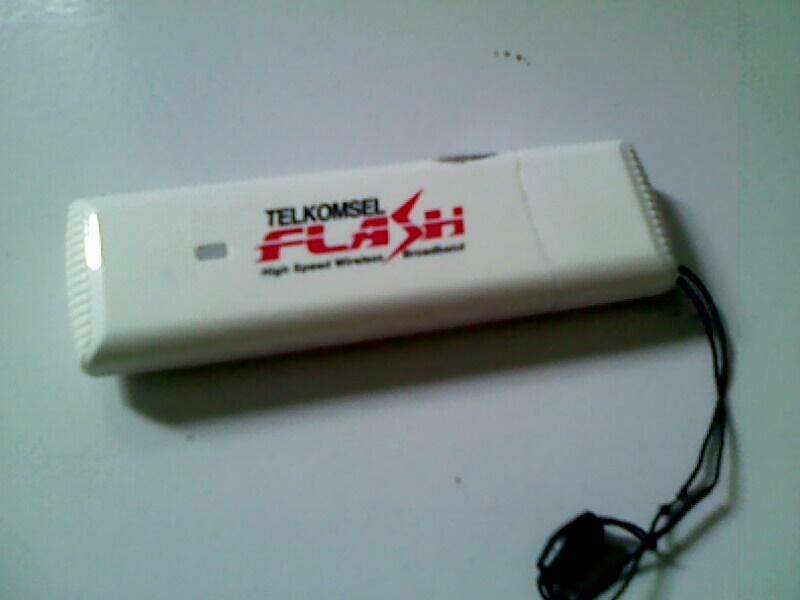 TELKOMSEL
FLASH
High Speed Wireless Broadband